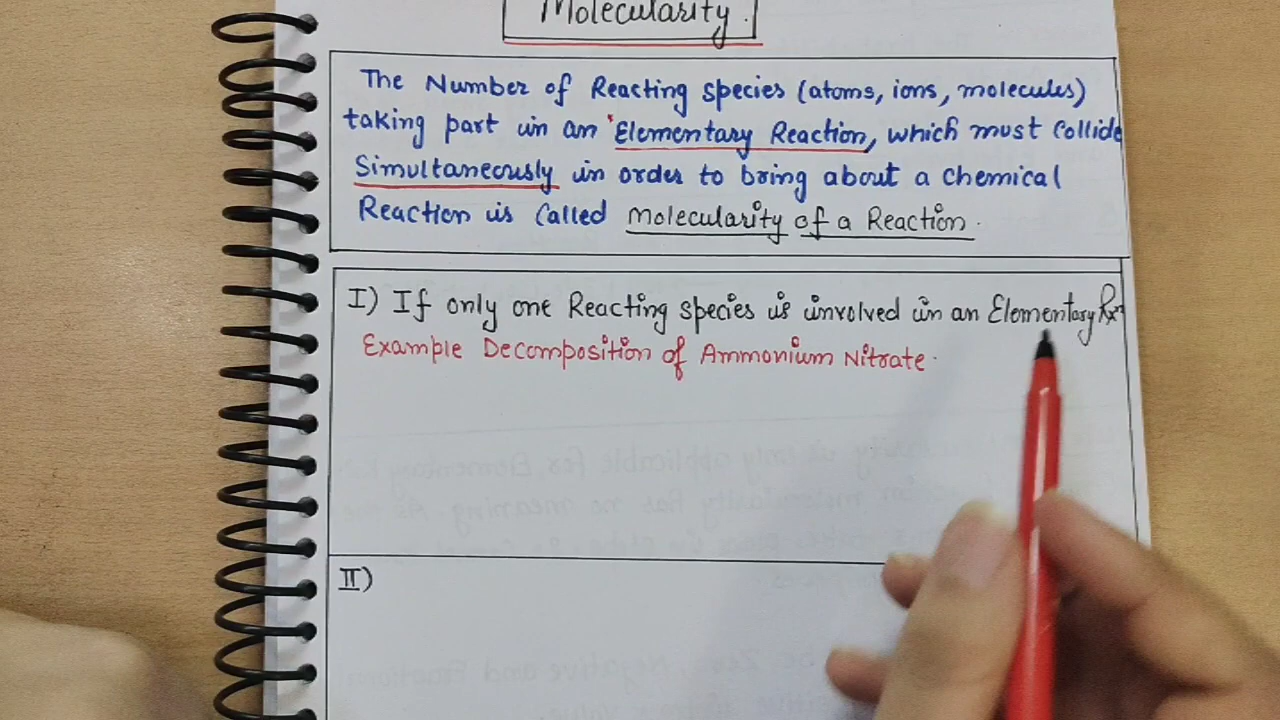 Molecularity.
The Number of Reacting species (atoms, ions, molecules)
taking part in an Elementary Reaction, which must collide
Simultaneously in order to bring about a chemical
Reaction is called Molecularity of a Reaction.
I) If only one Reacting species is involved in an Elementary Rxn
Example Decomposition of Ammonium Nitrate.
II)